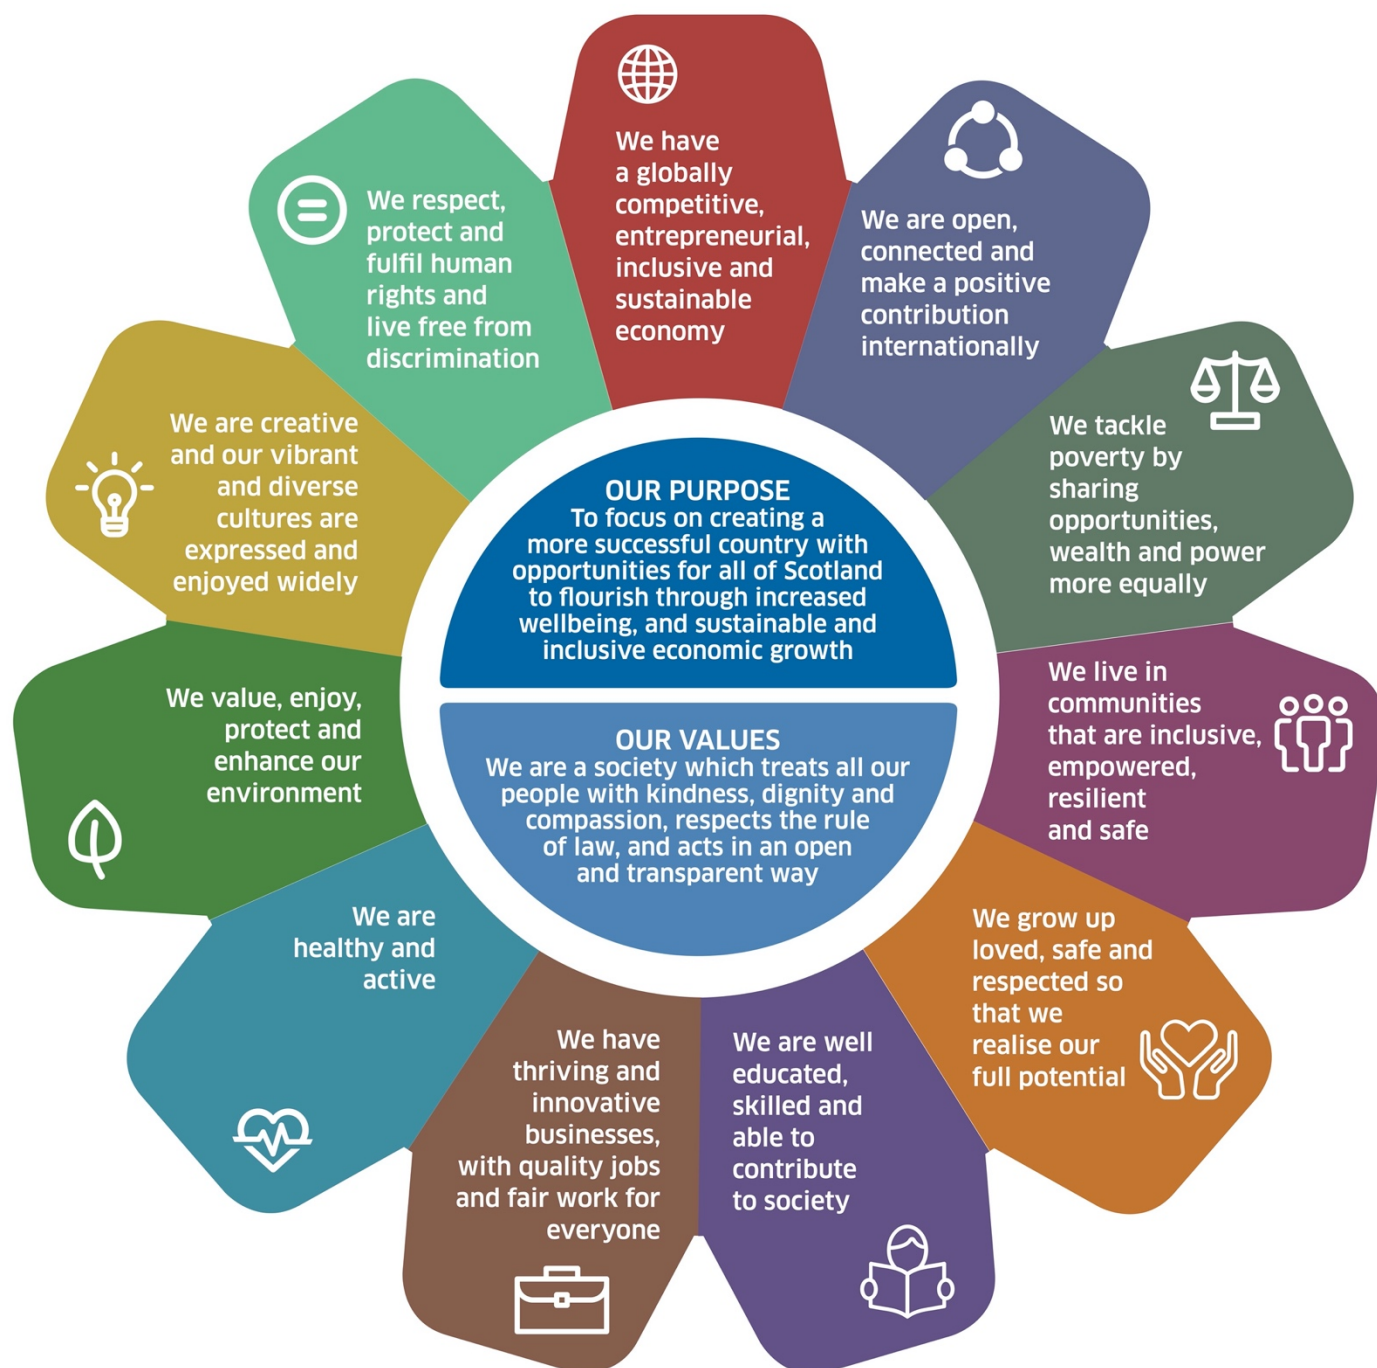 We have
a globally
competitive,
entrepreneurial,
inclusive and
sustainable
economy
We are open,
connected and
make a positive
contribution
internationally
We tackle
poverty by
sharing
opportunities,
wealth and power
more equally
We live in
communities
that are inclusive,
empowered,
resilient
and safe
We grow up
loved, safe and
respected so
that we
realise our
full potential
We are well
educated,
skilled and
able to
contribute
to society
We have
thriving and
innovative
businesses,
with quality jobs
and fair work for
everyone
We are
healthy and
active
We value, enjoy,
protect and
enhance our
environment
We are creative
and our vibrant
and diverse
cultures are
expressed and
enjoyed widely
We respect,
protect and
fulfil human
rights and
live free from
discrimination
OUR PURPOSE
To focus on creating a
more successful country with
opportunities for all of Scotland
to flourish through increased
wellbeing, and sustainable and
inclusive economic growth
OUR VALUES
We are a society which treats all our
people with kindness, dignity and
compassion, respects the rule
of law, and acts in an open
and transparent way